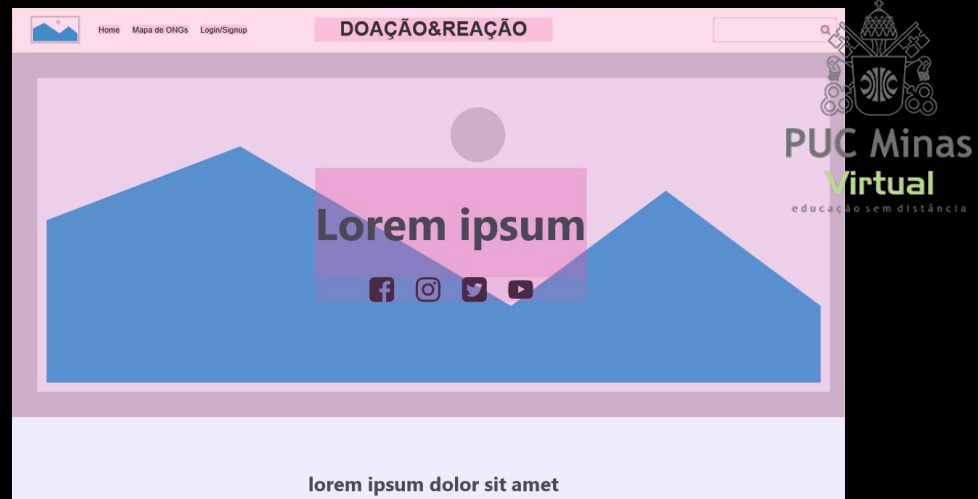 Home Mapa de ONGs Login/Signup DOAÇÃO&REAÇÃO
PUC Minas
Virtual
educação sem distância
Lorem ipsum
lorem ipsum dolor sit amet